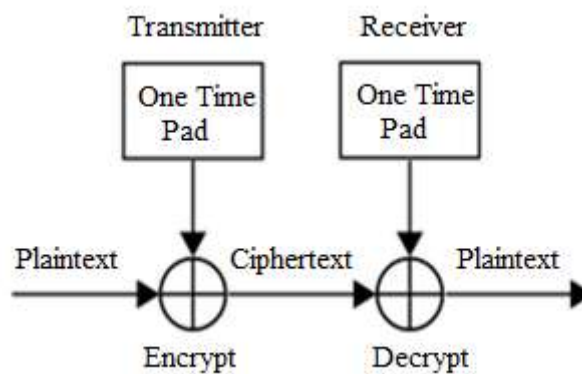 Transmitter
Receiver
One Time
Pad
One Time
Pad
Plaintext
Ciphertext
Plaintext
Encrypt
Decrypt